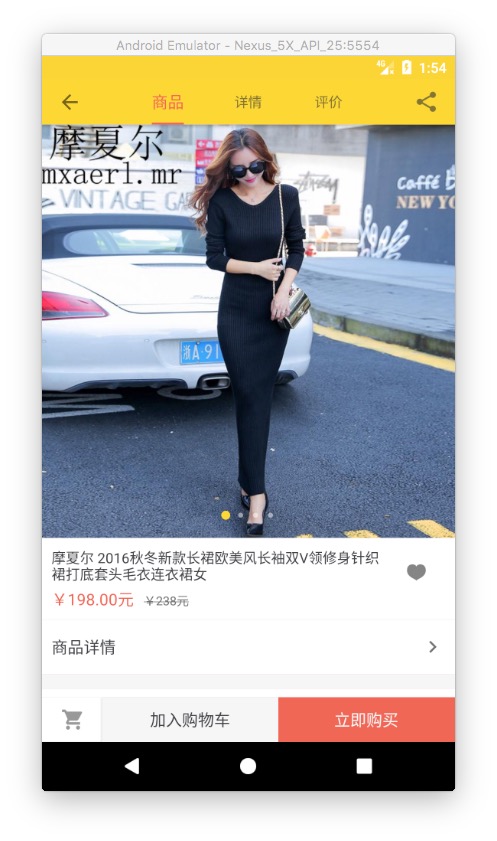 Android Emulator - Nexus_5X_API_25:5554
4G 1:54
商品 详情 评价
摩夏尔
mxaerl.mr
VINTAGE GA
Caffé
NEW YO
浙A·91
摩夏尔 2016秋冬新款长裙欧美风长袖双V领修身针织
裙打底套头毛衣连衣裙女
￥198.00元 ￥238元
商品详情
加入购物车 立即购买